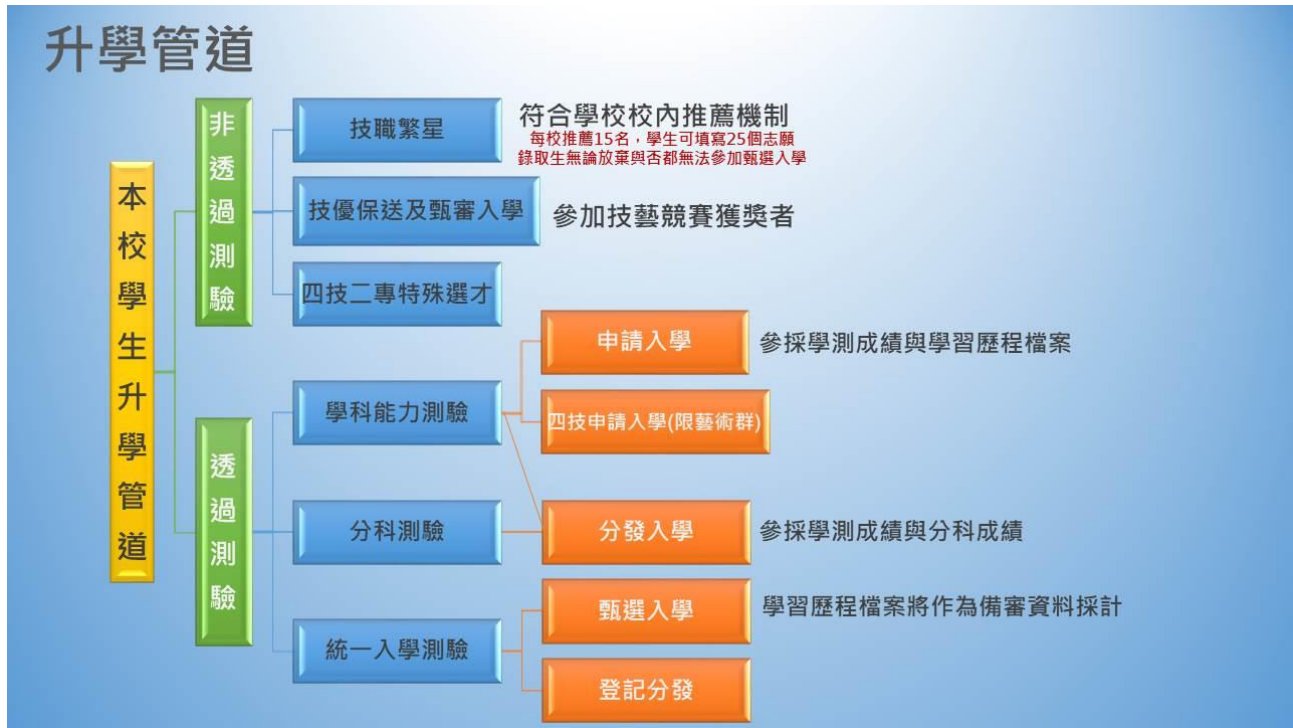 升學管道
本校學生升學管道
非透過測驗
技職繁星
符合學校校內推薦機制
每校推薦15名，學生可填寫25個志願
錄取生無論放棄與否都無法參加甄選入學
技優保送及甄審入學
參加技藝競賽獲獎者
四技二專特殊選才
透過測驗
學科能力測驗
申請入學
參採學測成績與學習歷程檔案
四技申請入學(限藝術群)
分科測驗
分發入學
參採學測成績與分科成績
統一入學測驗
甄選入學
學習歷程檔案將作為備審資料採計
登記分發